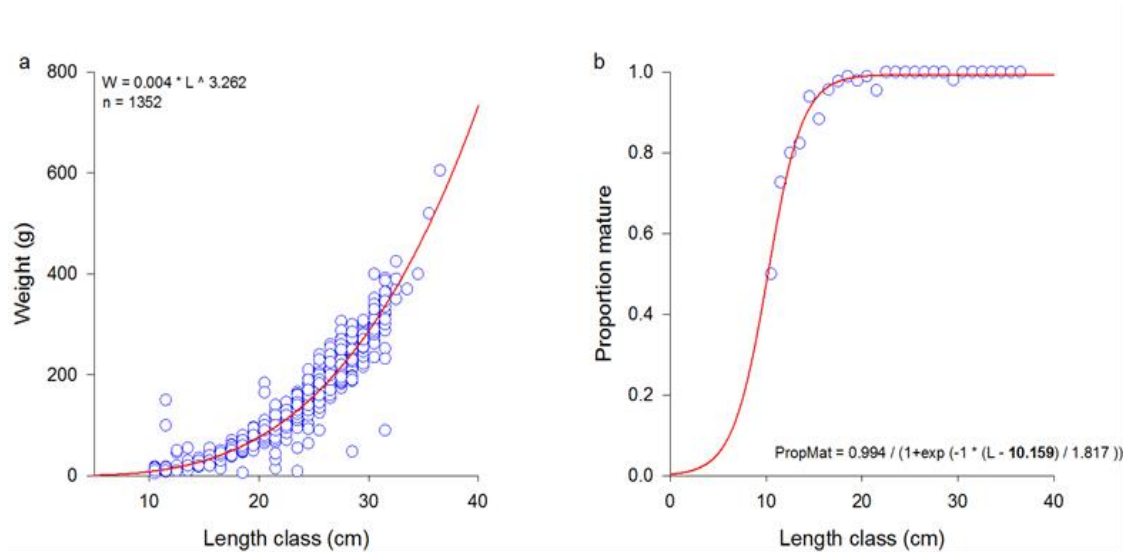 a
W = 0.004 * L ^ 3.262
n = 1352
800
600
400
200
0
Weight (g)
10
20
30
40
Length class (cm)
b
1.0
0.8
0.6
0.4
0.2
0.0
Proportion mature
PropMat = 0.994 / (1+exp (-1 * (L - 10.159) / 1.817 ))
0
10
20
30
40
Length class (cm)